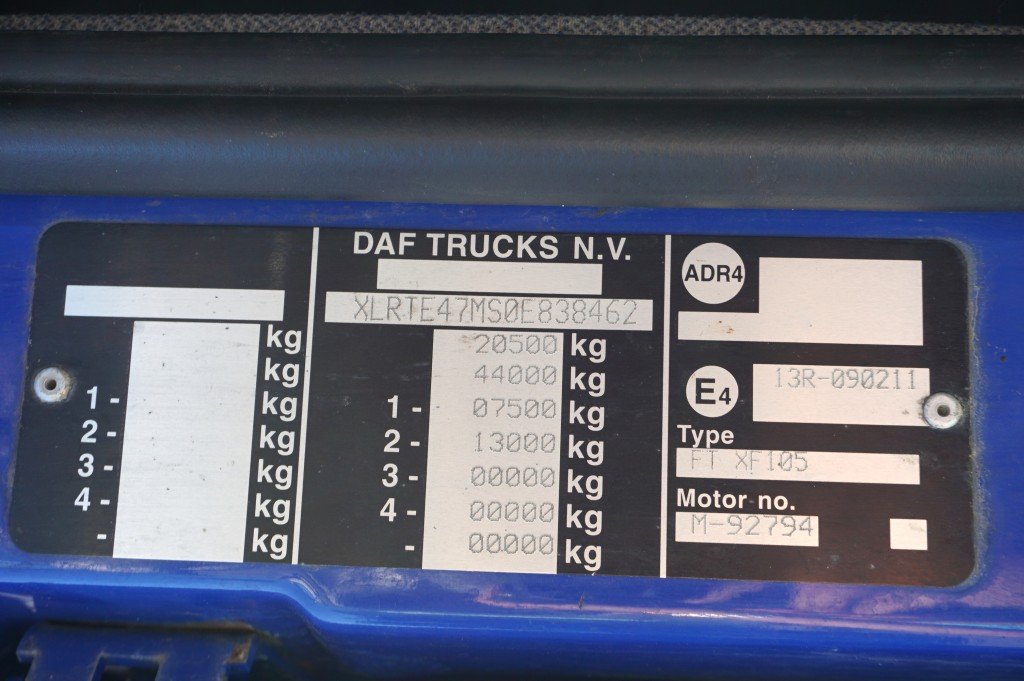 kg
kg
1 - kg
2 - kg
3 - kg
4 - kg
- kg
DAF TRUCKS N.V.
XLRTE47MS0E838462
20500 kg
44000 kg
1 - 07500 kg
2 - 13000 kg
3 - 00000 kg
4 - 00000 kg
- 00000 kg
ADR4
E4 13R-090211
Type
FT XF105
Motor no.
M-92794